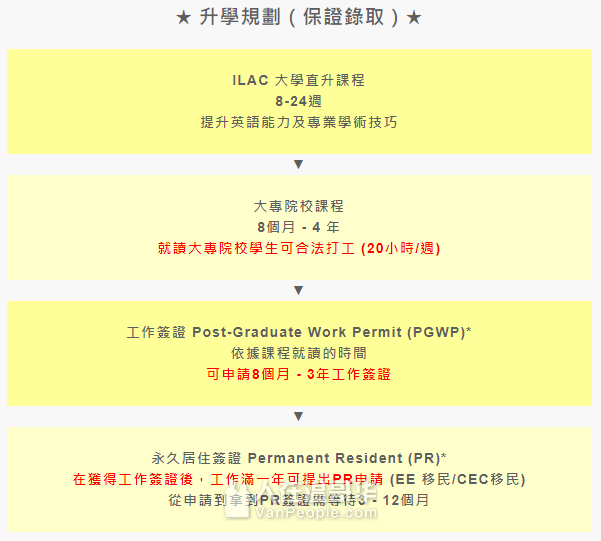 ★ 升學規劃 ( 保證錄取 ) ★
ILAC 大學直升課程
8-24週
提升英語能力及專業學術技巧
▼
大專院校課程
8個月 - 4 年
就讀大專院校學生可合法打工 (20小時/週)
▼
工作簽證 Post-Graduate Work Permit (PGWP)*
依據課程就讀的時間
可申請8個月 - 3年工作簽證
▼
永久居住簽證 Permanent Resident (PR)*
在獲得工作簽證後，工作滿一年可提出PR申請 (EE 移民/CEC移民)
從申請到拿到PR簽證需等待3 - 12個月
VanPeople.com